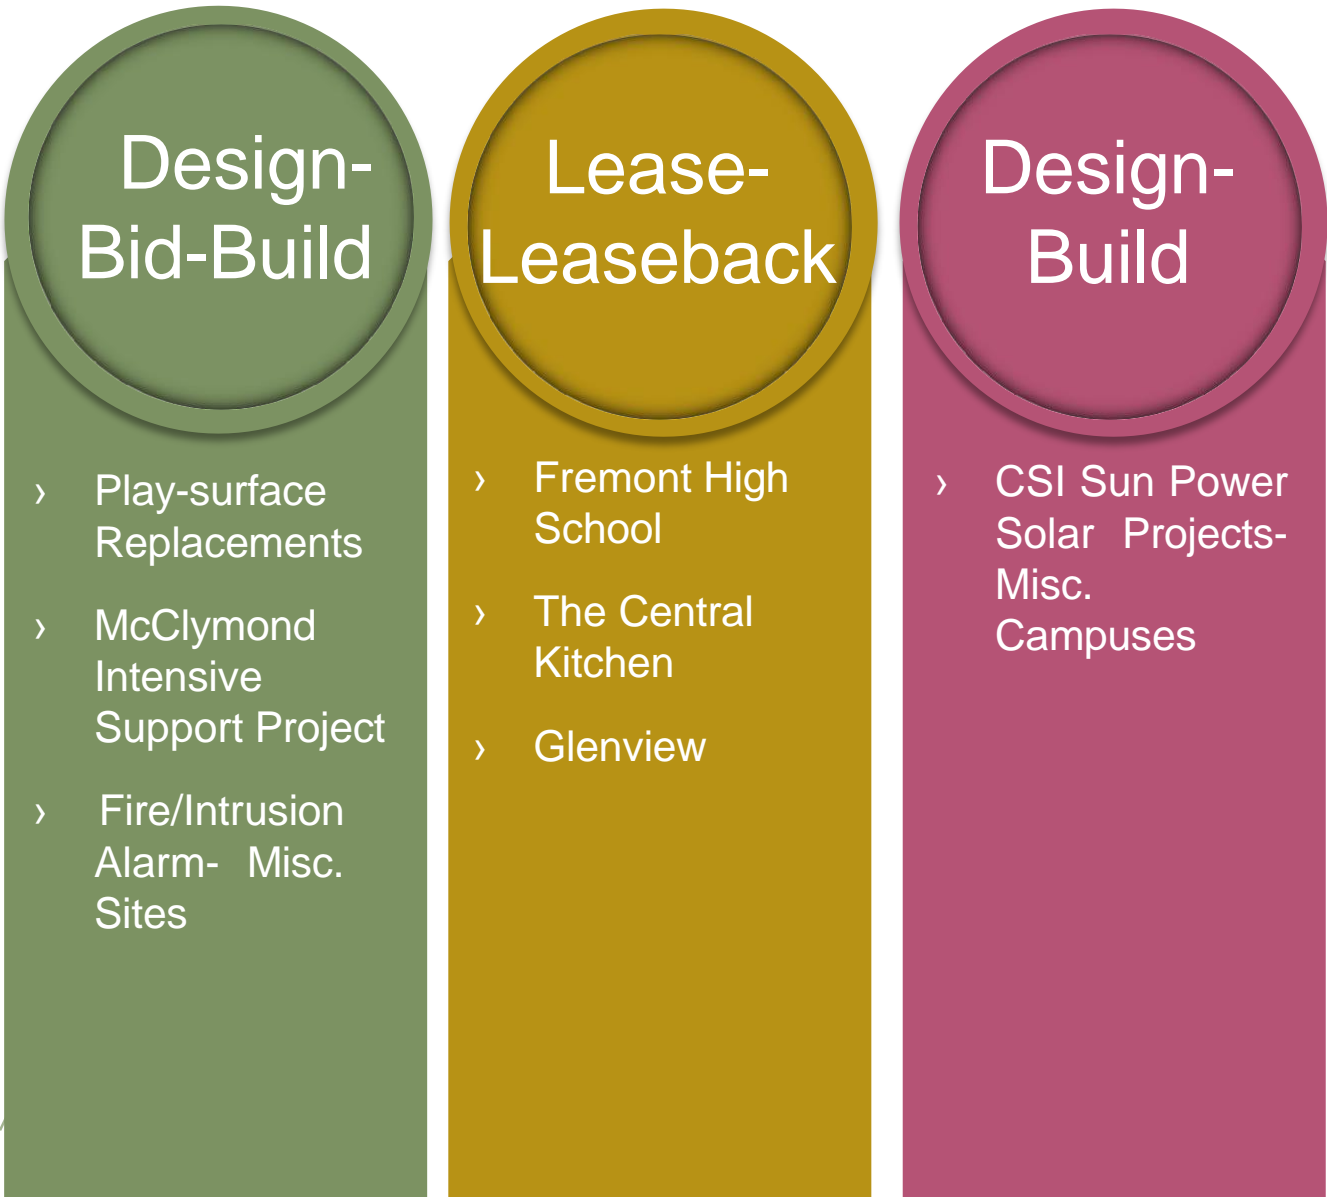 Design-
Bid-Build
› Play-surface
Replacements
› McClymond
Intensive
Support Project
› Fire/Intrusion
Alarm- Misc.
Sites
Lease-
Leaseback
› Fremont High
School
› The Central
Kitchen
› Glenview
Design-
Build
› CSI Sun Power
Solar Projects-
Misc.
Campuses